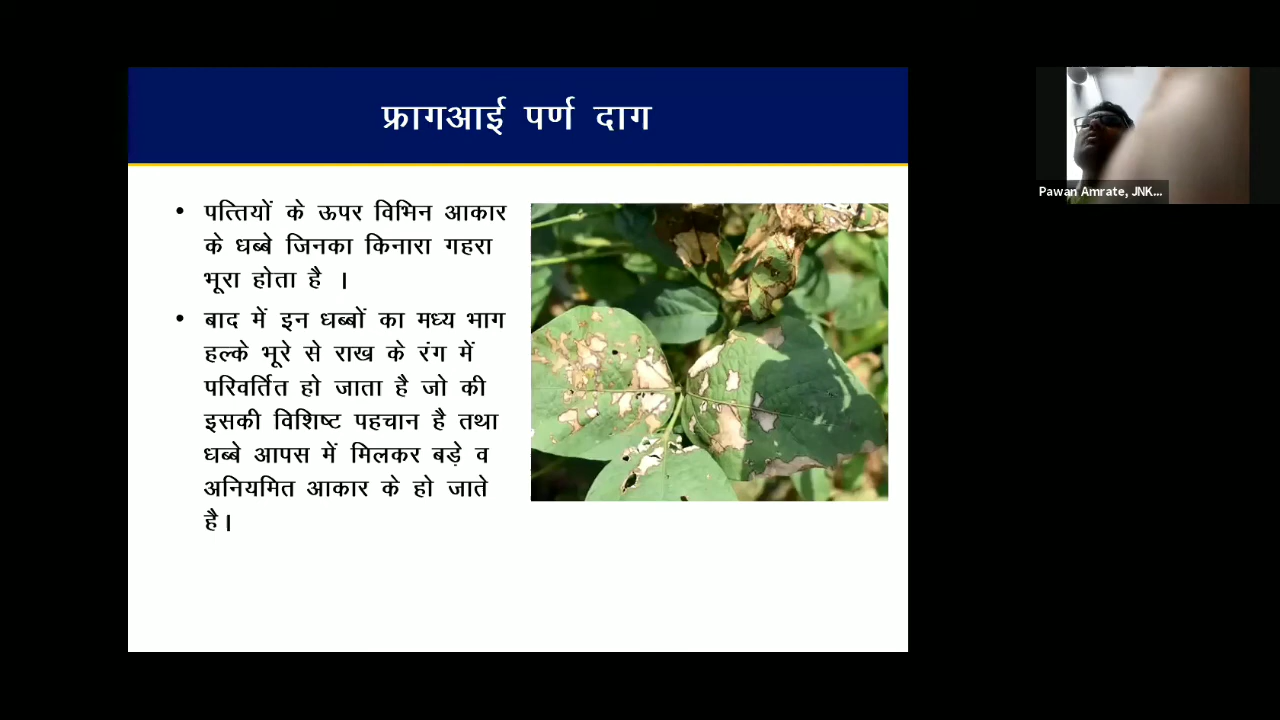 फ्रागआई पर्ण दाग
• पत्तियों के ऊपर विभिन आकार
के धब्बे जिनका किनारा गहरा
भूरा होता है ।
• बाद में इन धब्बों का मध्य भाग
हल्के भूरे से राख के रंग में
परिवर्तित हो जाता है जो की
इसकी विशिष्ट पहचान है तथा
धब्बे आपस में मिलकर बड़े व
अनियमित आकार के हो जाते
है।
Pawan Amrate, JNK...